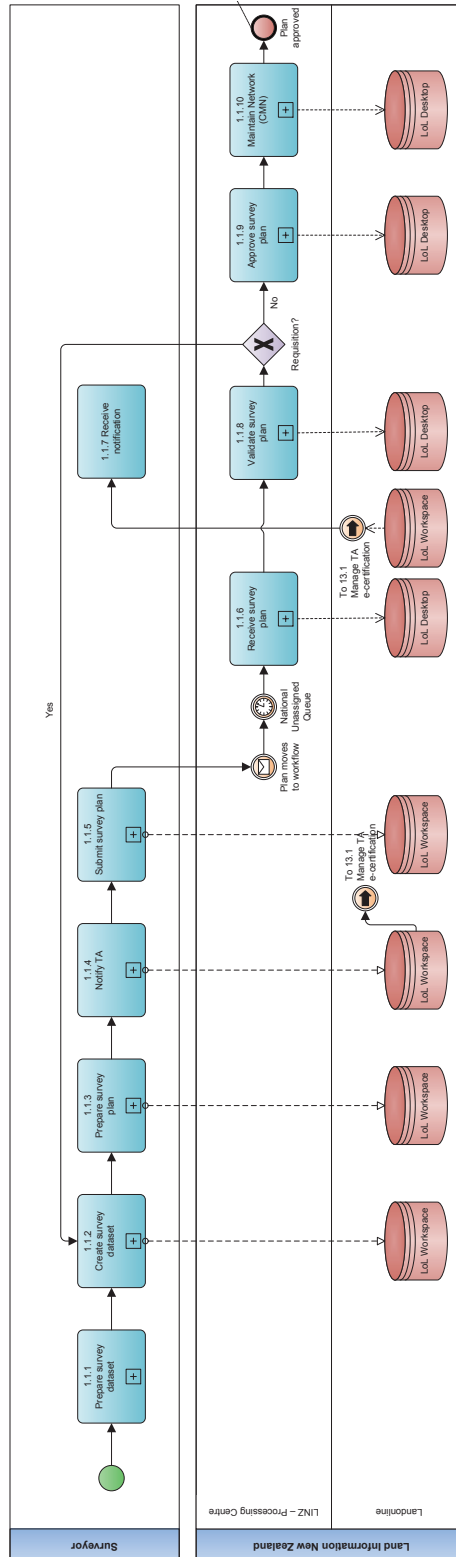 Surveyor
1.1.1
Prepare survey
dataset
1.1.2
Create survey
dataset
1.1.3
Prepare survey
plan
1.1.4
Notify TA
1.1.5
Submit survey plan
Yes
1.1.7 Receive
notification
Land Information New Zealand
LINZ – Processing Centre
Plan moves
to workflow
National
Unassigned
Queue
1.1.6
Receive survey
plan
1.1.8
Validate survey
plan
Requisition?
No
1.1.9
Approve survey
plan
1.1.10
Maintain Network
(CMN)
Plan
approved
Landonline
LoL Workspace
LoL Workspace
LoL Workspace
To 13.1
Manage TA
e-certification
LoL Workspace
LoL Desktop
To 13.1
Manage TA
e-certification
LoL Workspace
LoL Desktop
LoL Desktop
LoL Desktop